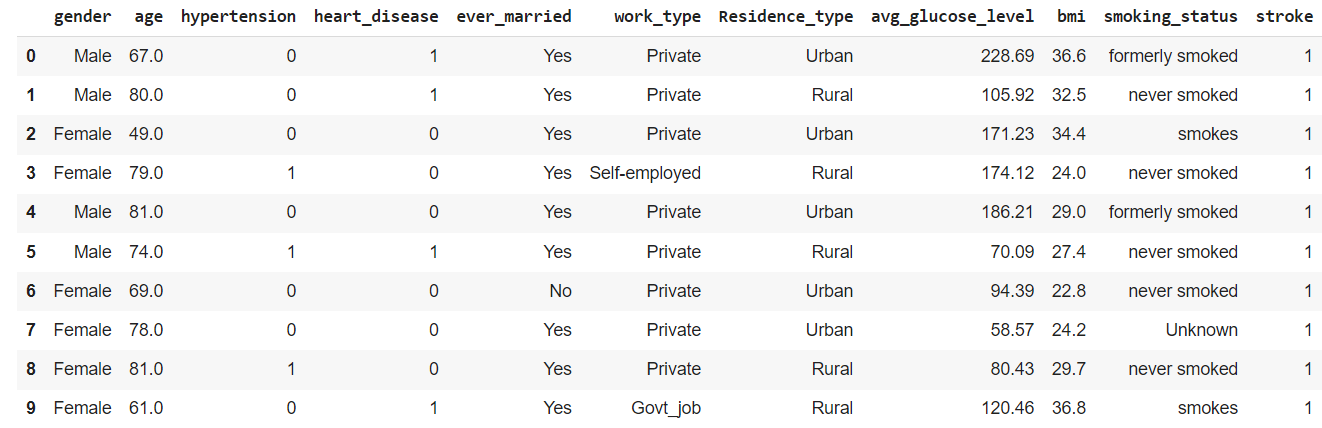 gender age hypertension heart_disease ever_married work_type Residence_type avg_glucose_level bmi smoking_status stroke
0 Male 67.0 0 1 Yes Private Urban 228.69 36.6 formerly smoked 1
1 Male 80.0 0 1 Yes Private Rural 105.92 32.5 never smoked 1
2 Female 49.0 0 0 Yes Private Urban 171.23 34.4 smokes 1
3 Female 79.0 1 0 Yes Self-employed Rural 174.12 24.0 never smoked 1
4 Male 81.0 0 0 Yes Private Urban 186.21 29.0 formerly smoked 1
5 Male 74.0 1 1 Yes Private Rural 70.09 27.4 never smoked 1
6 Female 69.0 0 0 No Private Urban 94.39 22.8 never smoked 1
7 Female 78.0 0 0 Yes Private Urban 58.57 24.2 Unknown 1
8 Female 81.0 1 0 Yes Private Rural 80.43 29.7 never smoked 1
9 Female 61.0 0 1 Yes Govt_job Rural 120.46 36.8 smokes 1